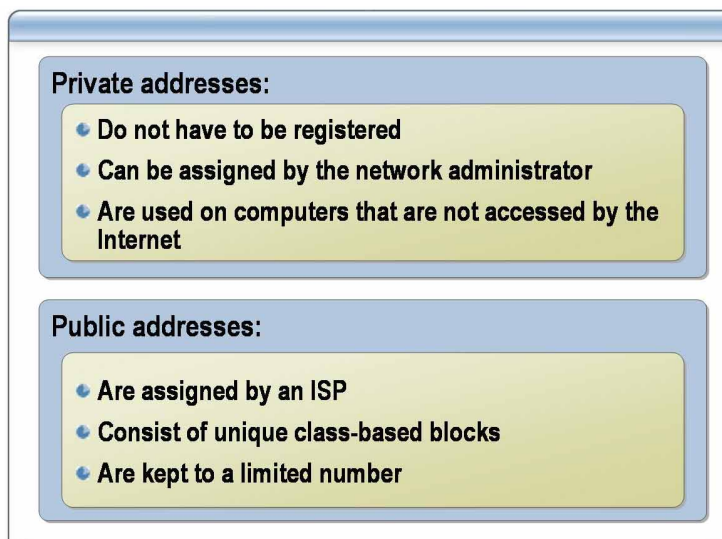 Private addresses:
Do not have to be registered
Can be assigned by the network administrator
Are used on computers that are not accessed by the
Internet
Public addresses:
Are assigned by an ISP
Consist of unique class-based blocks
Are kept to a limited number